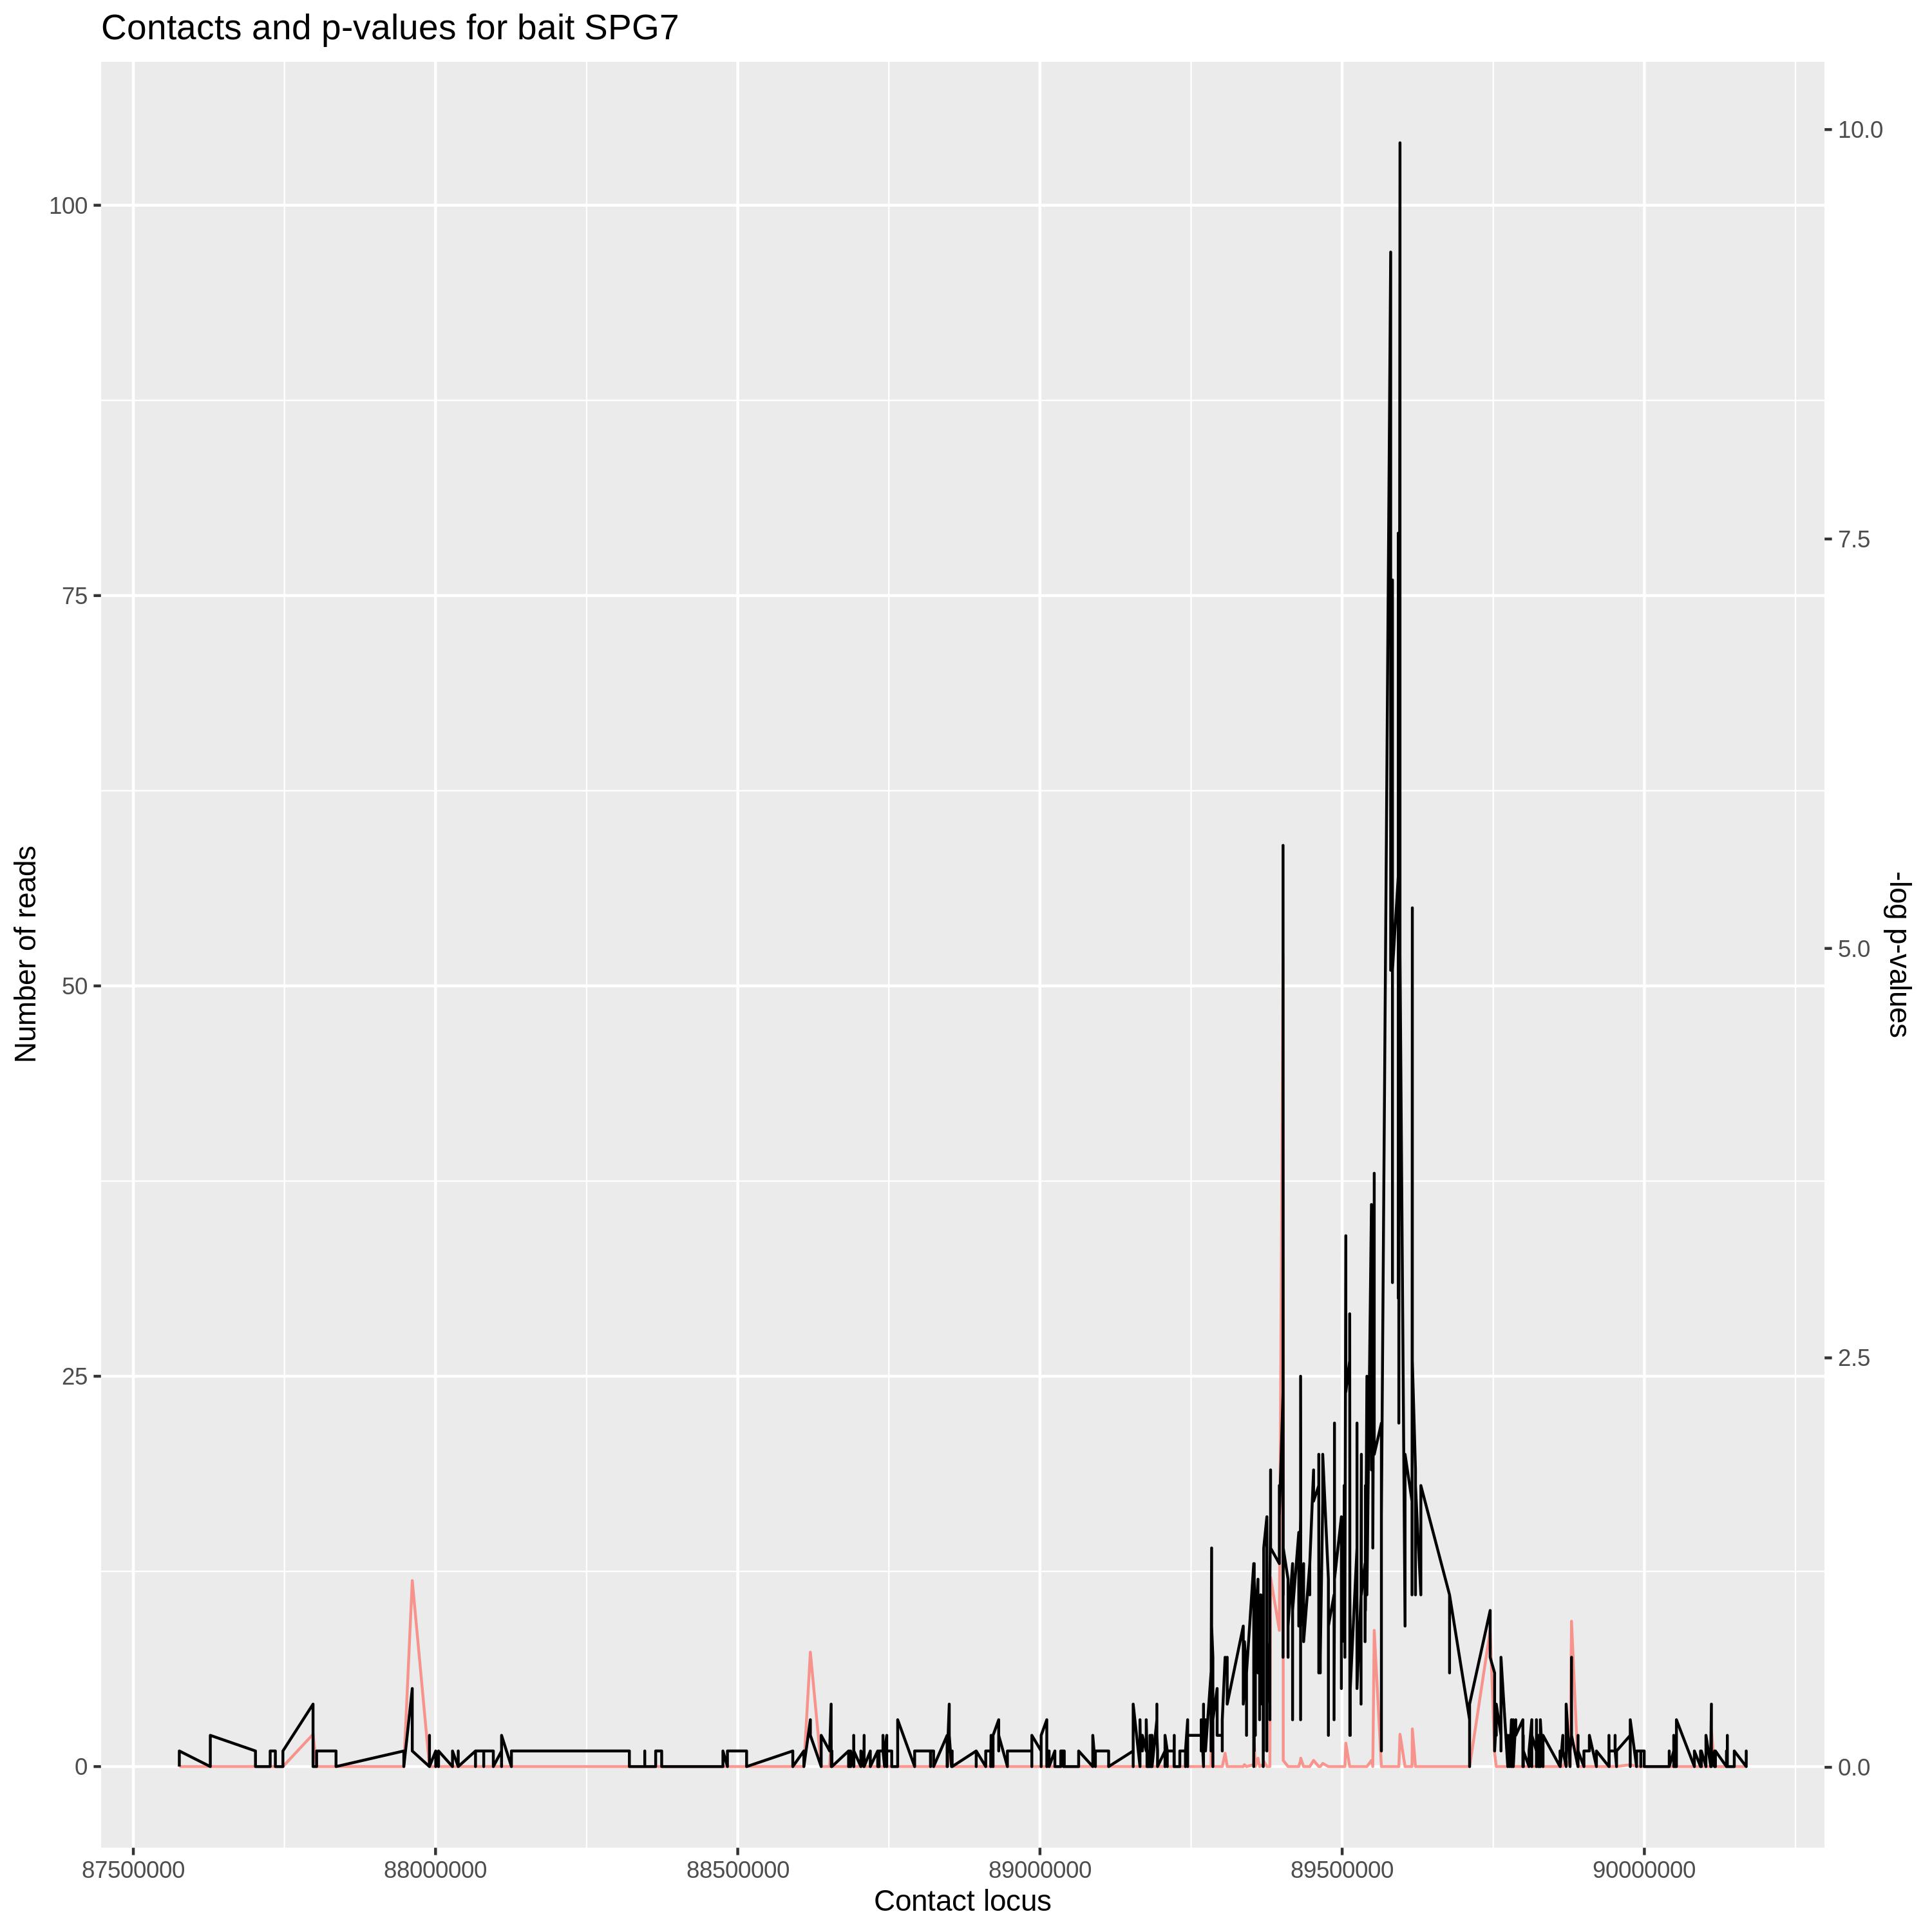 Contacts and p-values for bait SPG7
Number of reads
100
75
50
25
0
10.0
7.5
5.0
2.5
0.0
-log p-values
87500000 88000000 88500000 89000000 89500000 90000000
Contact locus